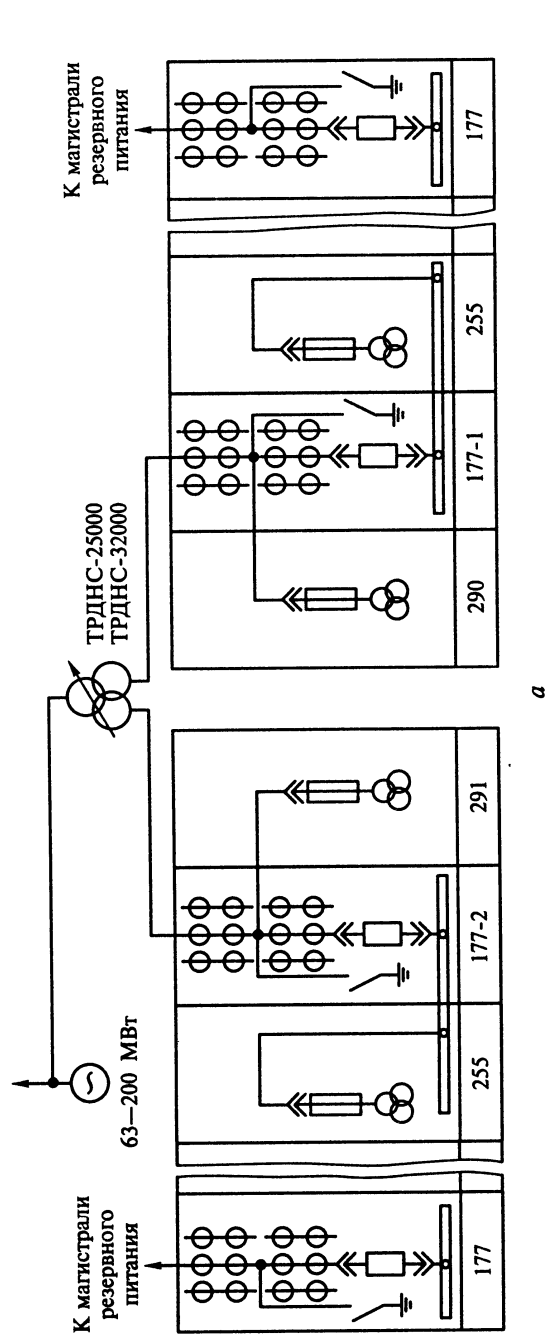 К магистрали
резервного
питания
63—200 МВт
ТРДНС-25000
ТРДНС-32000
К магистрали
резервного
питания
177
255
177-2
291
290
177-1
255
177
а